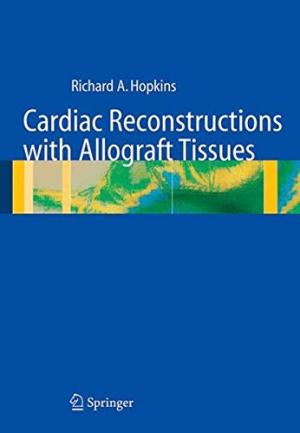 Richard A. Hopkins
Cardiac Reconstructions
with Allograft Tissues
Springer